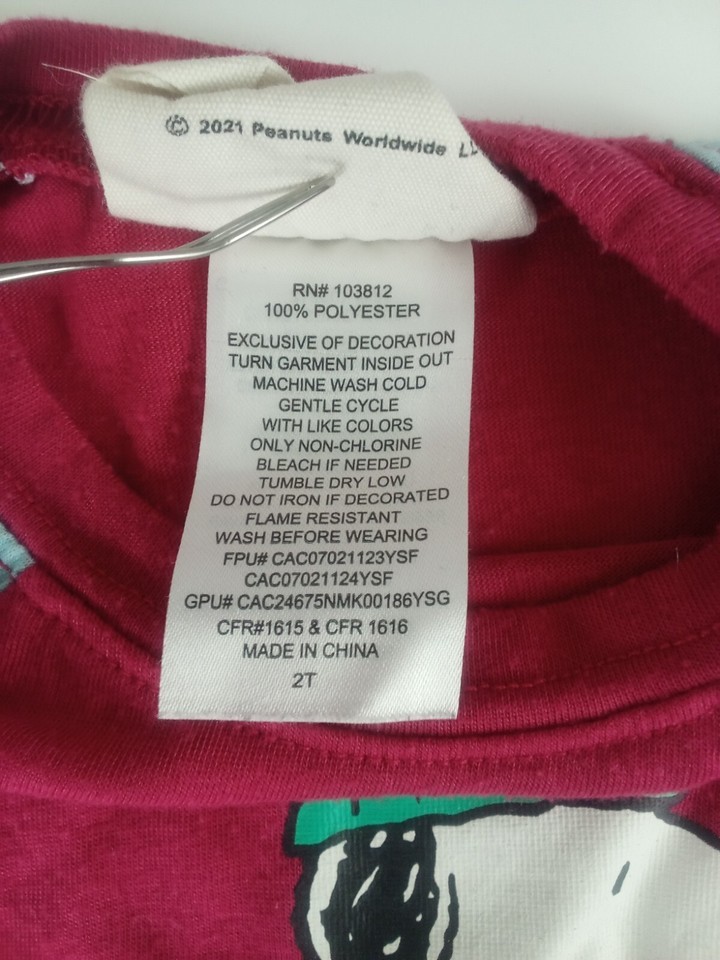 © 2021 Peanuts Worldwide
RN# 103812
100% POLYESTER
EXCLUSIVE OF DECORATION
TURN GARMENT INSIDE OUT
MACHINE WASH COLD
GENTLE CYCLE
WITH LIKE COLORS
ONLY NON-CHLORINE
BLEACH IF NEEDED
TUMBLE DRY LOW
DO NOT IRON IF DECORATED
FLAME RESISTANT
WASH BEFORE WEARING
FPU# CAC07021123YSF
CAC07021124YSF
GPU# CAC24675NMK00186YSG
CFR#1615 & CFR 1616
MADE IN CHINA
2T